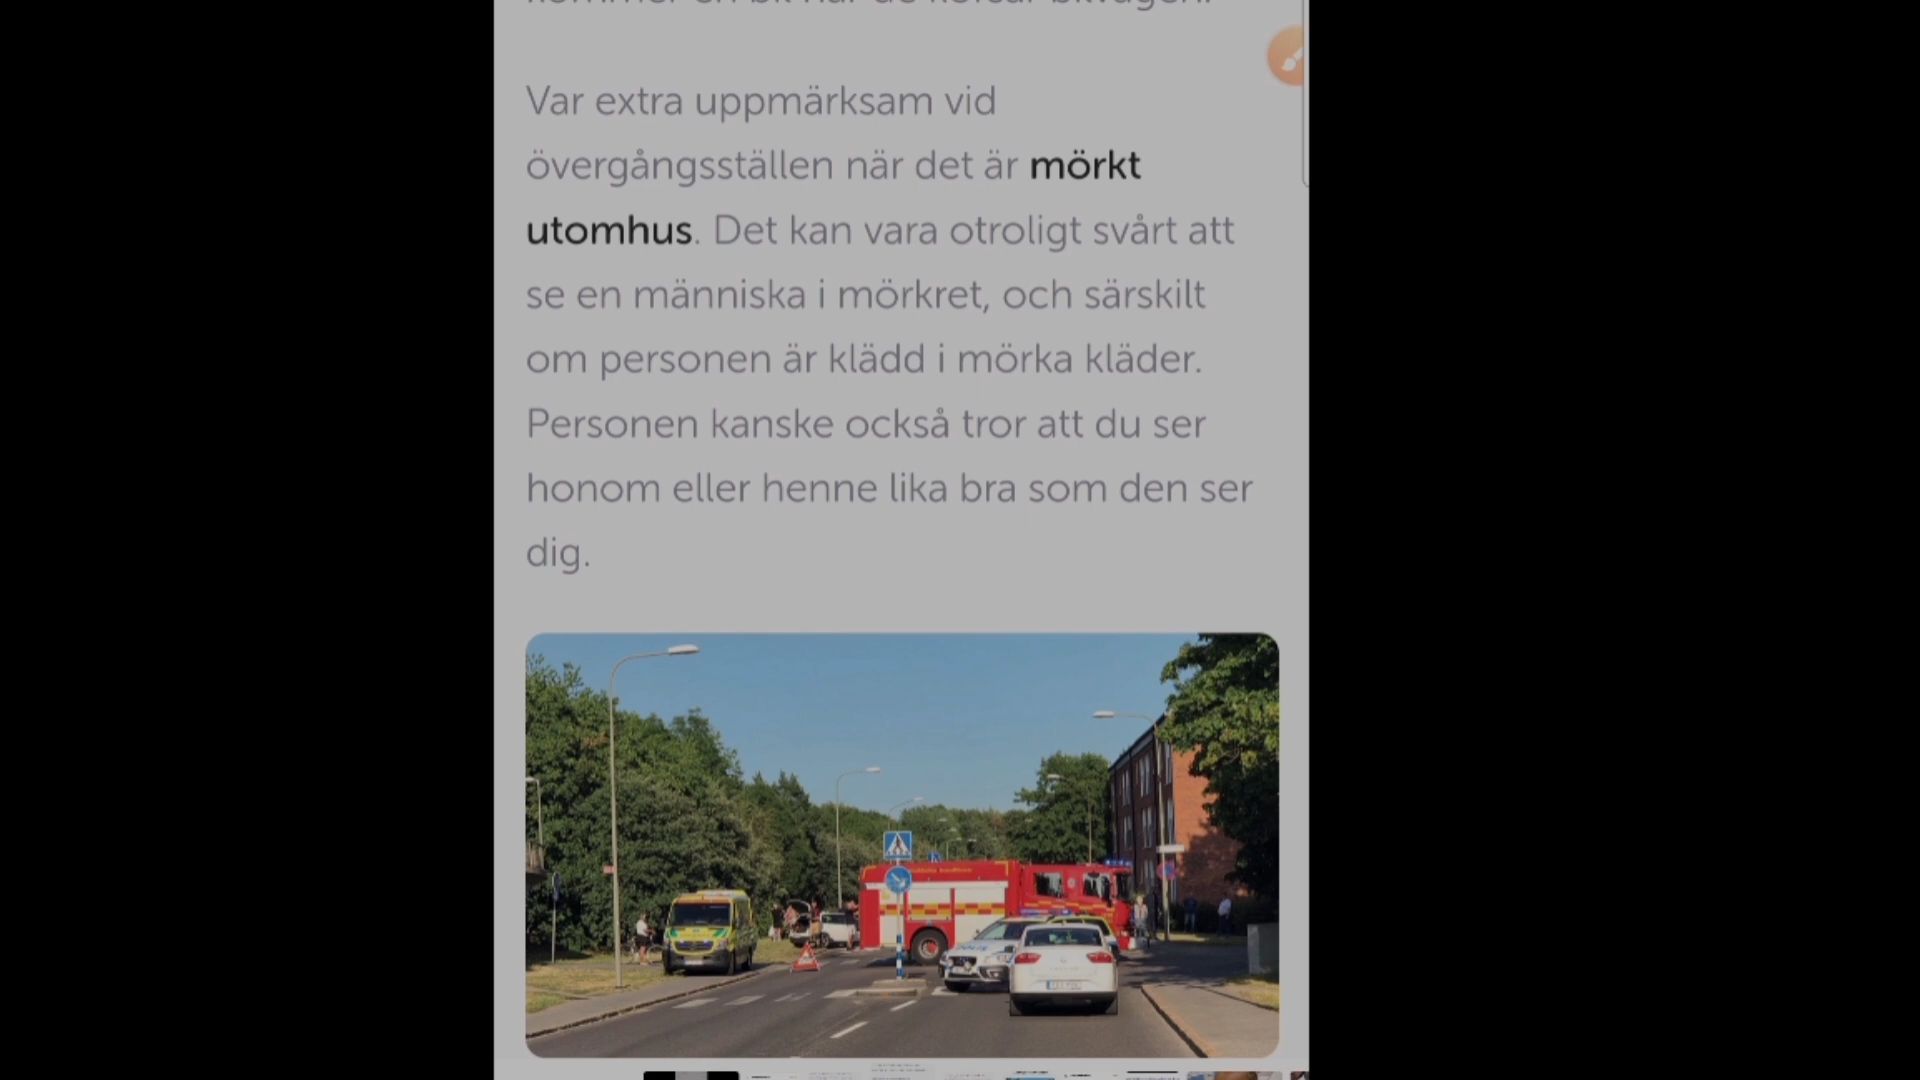 Var extra uppmärksam vid
övergångsställen när det är mörkt
utomhus. Det kan vara otroligt svårt att
se en människa i mörkret, och särskilt
om personen är klädd i mörka kläder.
Personen kanske också tror att du ser
honom eller henne lika bra som den ser
dig.